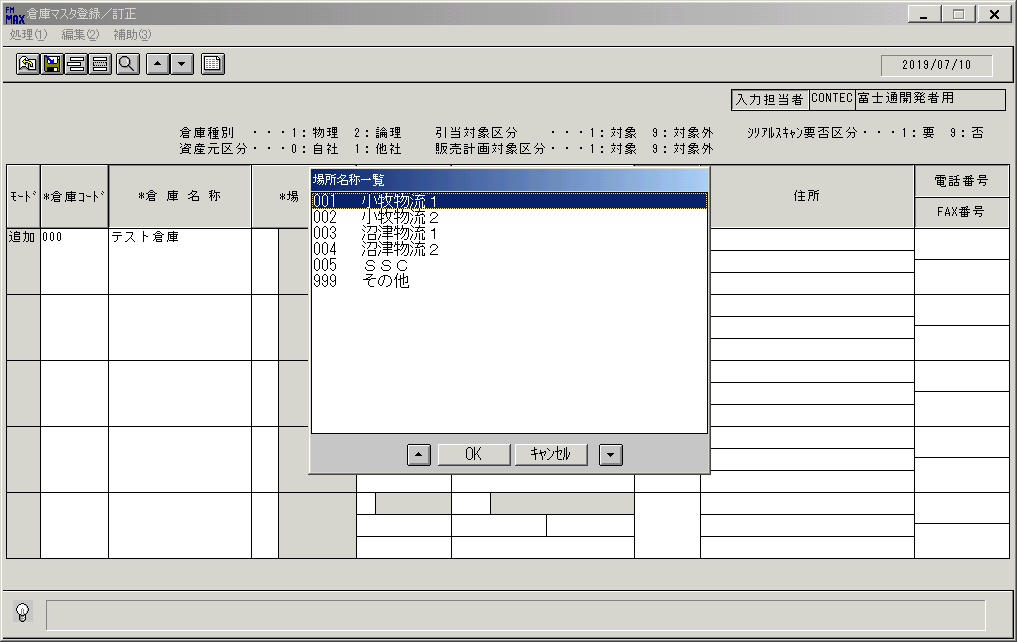 FM MAX 倉庫マスタ登録／訂正
処理(1) 編集(2) 補助(3)
2019/07/10
入力担当者 CONTEC 富士通開発者用
倉庫種別 ・・・1：物理 2：論理 引当対象区分 ・・・1：対象 9：対象外 ｼﾘｱﾙｽｷｬﾝ要否区分・・・1：要 9：否
資産元区分・・・0：自社 1：他社 販売計画対象区分・・・1：対象 9：対象外
ﾓｰﾄﾞ *倉庫ｺｰﾄﾞ *倉 庫 名 称 *場 住所 電話番号
FAX番号
追加 000 テスト倉庫
場所名称一覧
001 小牧物流１
002 小牧物流２
003 沼津物流１
004 沼津物流２
005 ＳＳＣ
999 その他
OK ｷｬﾝｾﾙ